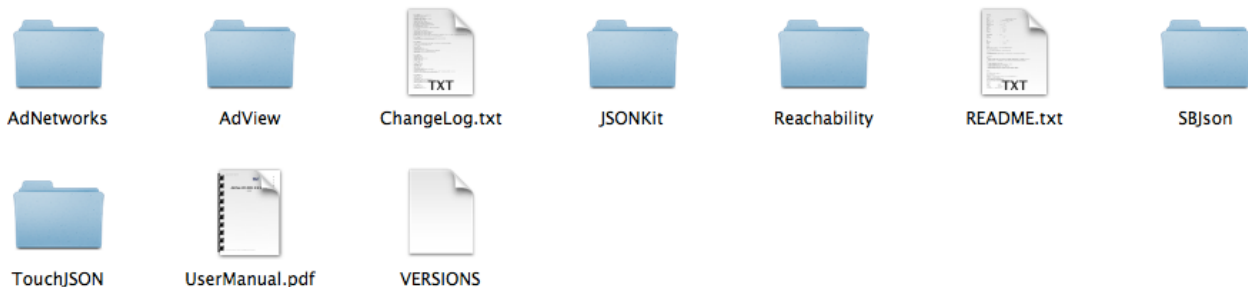 AdNetworks
AdView
TXT
ChangeLog.txt
JSONKit
Reachability
TXT
README.txt
SBJson
TouchJSON
UserManual.pdf
VERSIONS